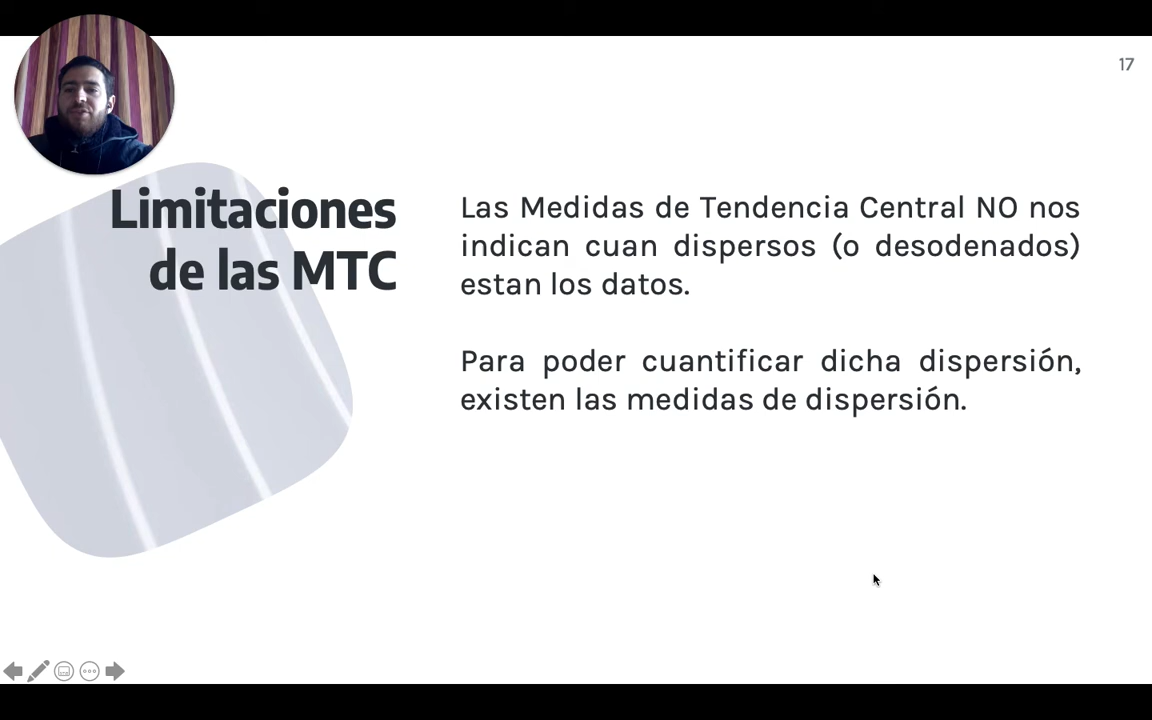 17
Limitaciones
de las MTC
Las Medidas de Tendencia Central NO nos
indican cuan dispersos (o desodenados)
estan los datos.
Para poder cuantificar dicha dispersión,
existen las medidas de dispersión.